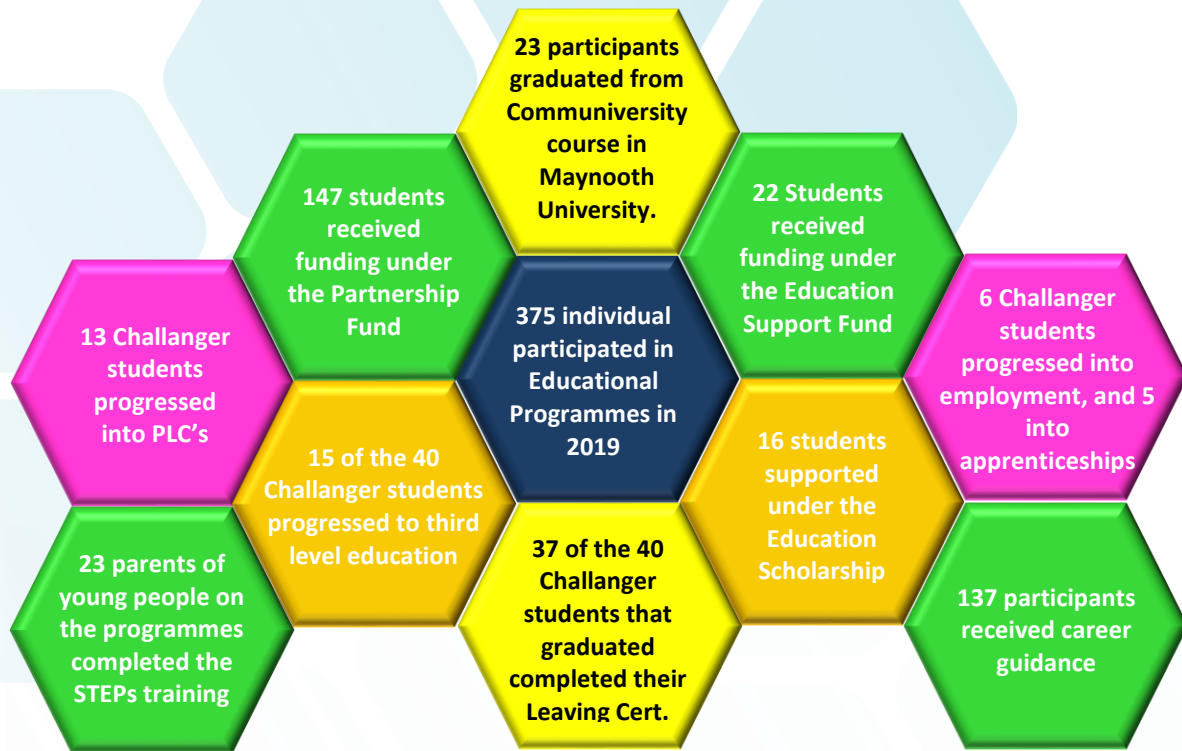 23 participants
graduated from
Communiversity
course in
Maynooth
University.
147 students
received
funding under
the Partnership
Fund
22 Students
received
funding under
the Education
Support Fund
13 Challanger
students
progressed
into PLC’s
375 individual
participated in
Educational
Programmes in
2019
6 Challanger
students
progressed into
employment, and 5
into
apprenticeships
15 of the 40
Challanger students
progressed to third
level education
16 students
supported
under the
Education
Scholarship
23 parents of
young people on
the programmes
completed the
STEPs training
37 of the 40
Challanger
students that
graduated
completed their
Leaving Cert.
137 participants
received career
guidance